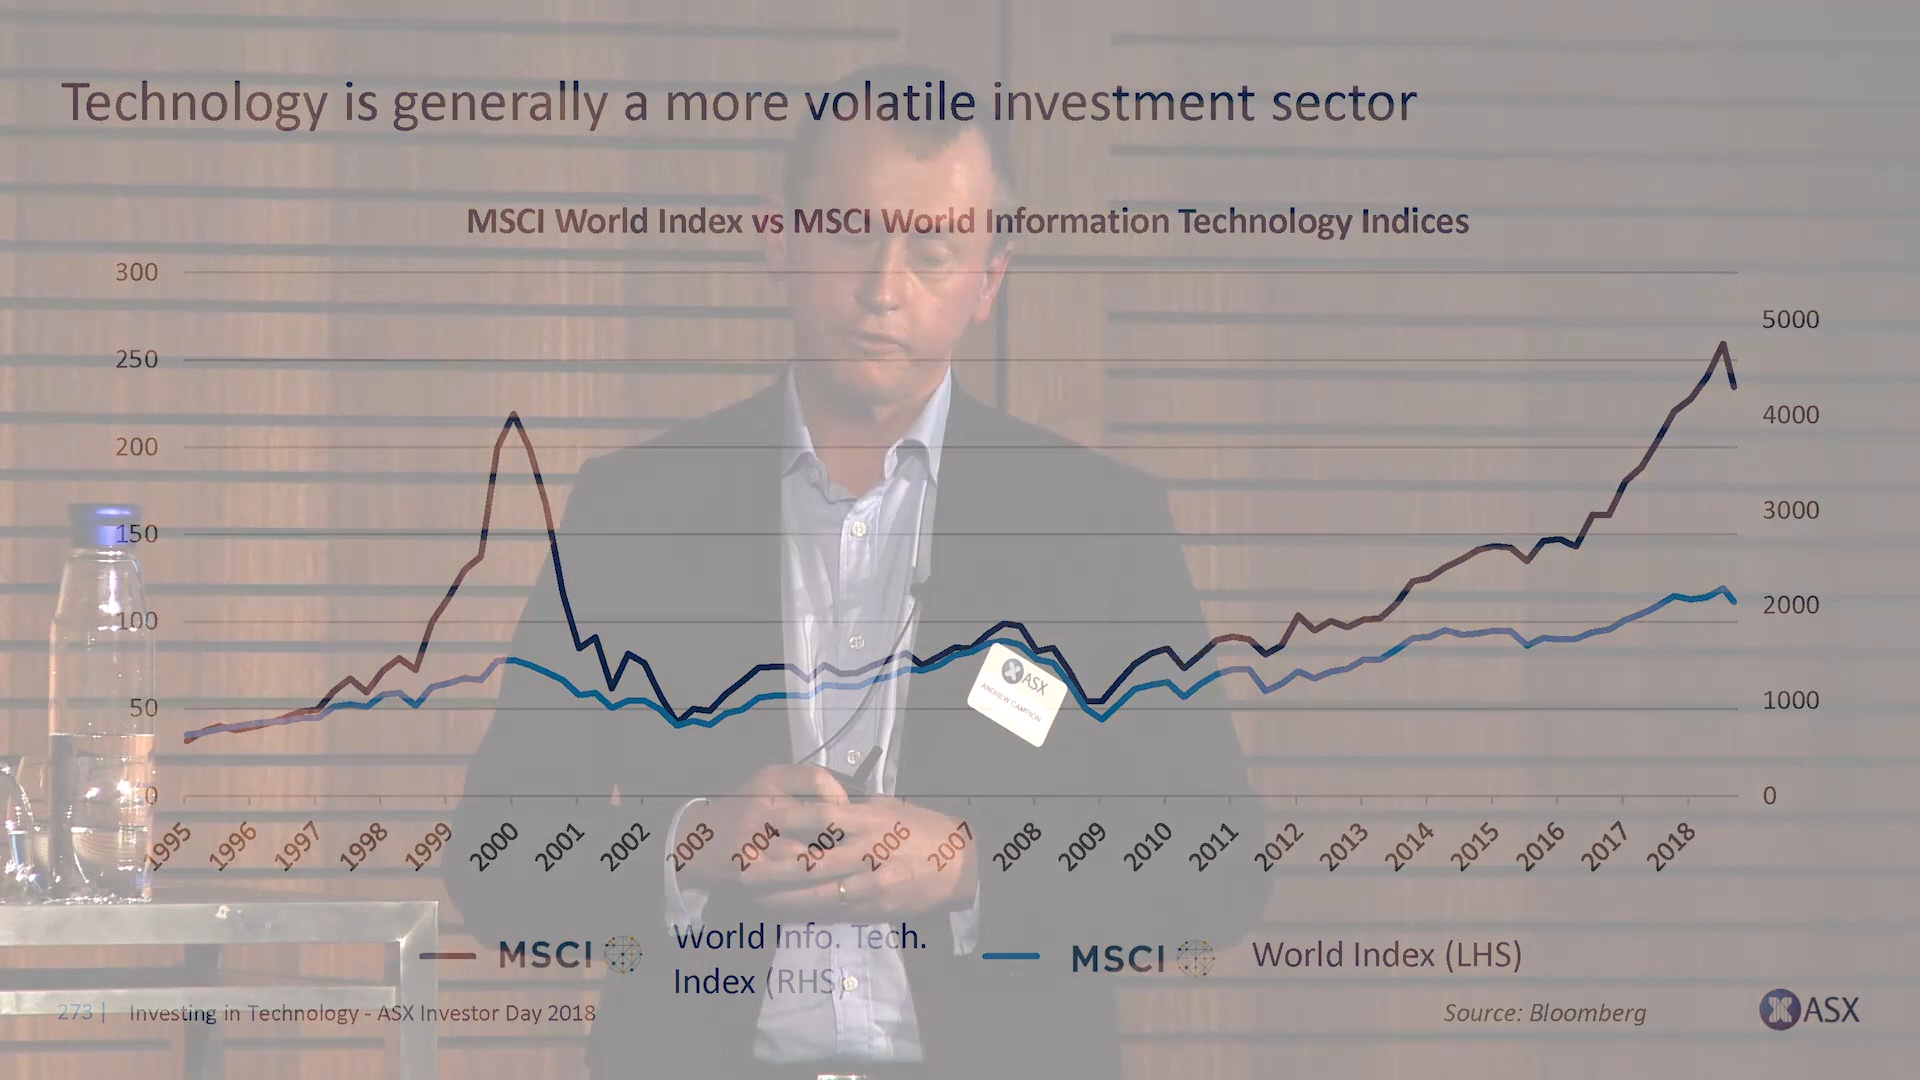 Technology is generally a more volatile investment sector
MSCI World Index vs MSCI World Information Technology Indices
300
250
200
150
100
50
0
5000
4000
3000
2000
1000
0
1995 1996 1997 1998 1999 2000 2001 2002 2003 2004 2005 2006 2007 2008 2009 2010 2011 2012 2013 2014 2015 2016 2017 2018
ASX
ANDREW CAMPION
MSCI World Info. Tech.
Index (RHS)
MSCI World Index (LHS)
273 | Investing in Technology - ASX Investor Day 2018
Source: Bloomberg
ASX